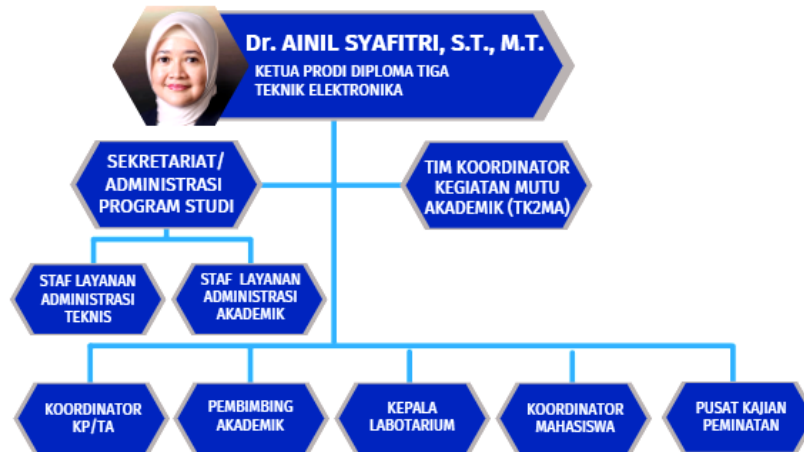 Dr. AINIL SYAFITRI, S.T., M.T.
KETUA PRODI DIPLOMA TIGA
TEKNIK ELEKTRONIKA
SEKRETARIAT/
ADMINISTRASI
PROGRAM STUDI
TIM KOORDINATOR
KEGIATAN MUTU
AKADEMIK (TK2MA)
STAF LAYANAN
ADMINISTRASI
TEKNIS
STAF LAYANAN
ADMINISTRASI
AKADEMIK
KOORDINATOR
KP/TA
PEMBIMBING
AKADEMIK
KEPALA
LABOTARIUM
KOORDINATOR
MAHASISWA
PUSAT KAJIAN
PEMINATAN